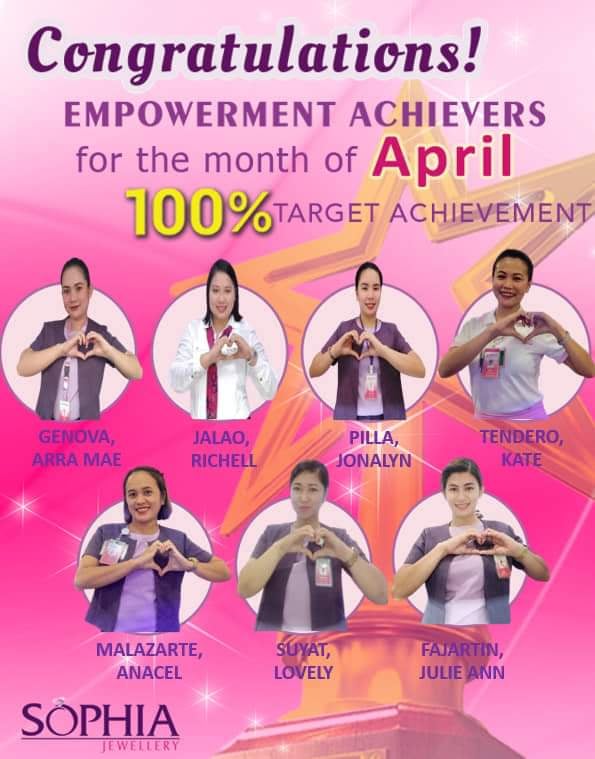 Congratulations!
EMPOWERMENT ACHIEVERS
for the month of April
100% TARGET ACHIEVEMENT
GENOVA,
ARRA MAE
JALAO,
RICHELL
PILLA,
JONALYN
TENDERO,
KATE
MALAZARTE,
ANACEL
SUYAT,
LOVELY
FAJARTIN,
JULIE ANN
SOPHIA
JEWELLERY